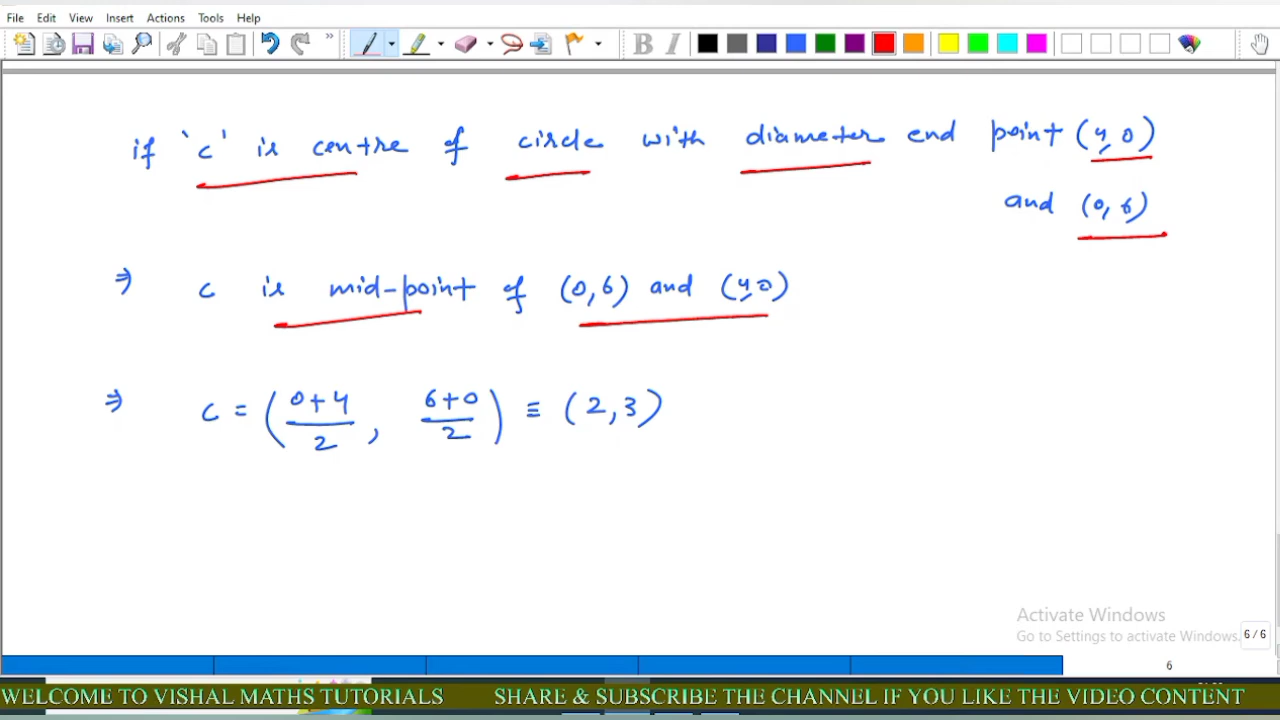 File Edit View Insert Actions Tools Help
if 'c' is centre of circle with diameter end point (4,0)
and (0,6)
⇒ c is mid-point of (0,6) and (4,0)
⇒ c = (0+4/2, 6+0/2) ≡ (2,3)
Activate Windows
Go to Settings to activate Windows.
6/6
6
WELCOME TO VISHAL MATHS TUTORIALS SHARE & SUBSCRIBE THE CHANNEL IF YOU LIKE THE VIDEO CONTENT